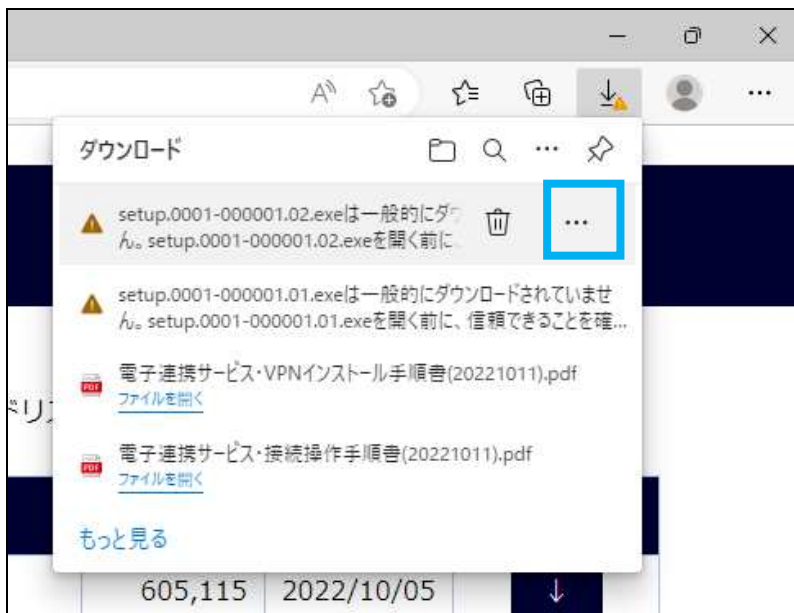 ダウンロード
setup.0001-000001.02.exeは一般的にダウ
ん。setup.0001-000001.02.exeを開く前に、
setup.0001-000001.01.exeは一般的にダウンロードされていませ
ん。setup.0001-000001.01.exeを開く前に、信頼できることを確...
PDF
電子連携サービス・VPNインストール手順書(20221011).pdf
ファイルを開く
ドリス
PDF
電子連携サービス・接続操作手順書(20221011).pdf
ファイルを開く
もっと見る
605,115 2022/10/05 ↓